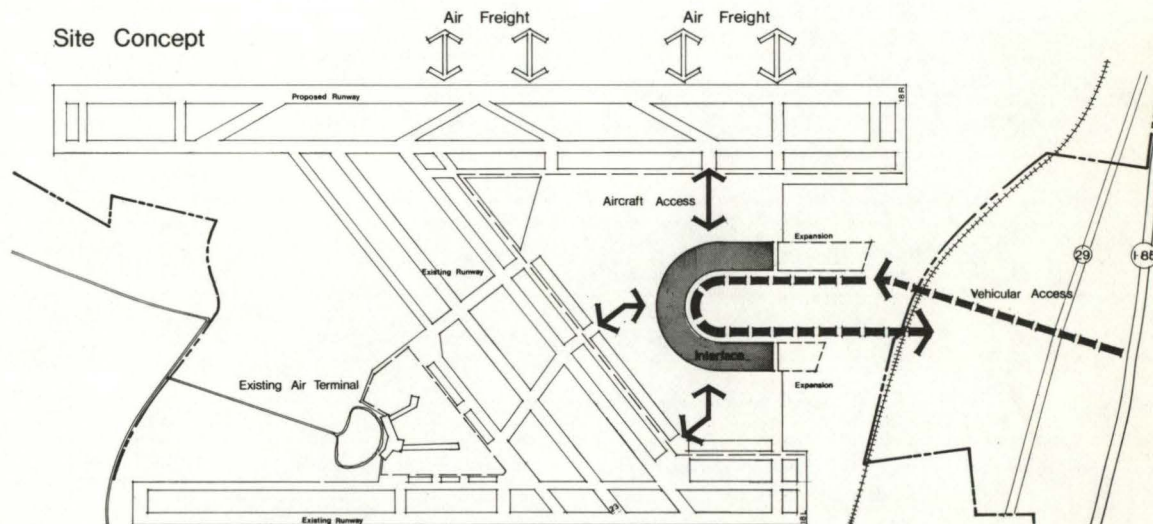 Site Concept
Air Freight
Air Freight
Proposed Runway
18R
Aircraft Access
Expansion
29
I-85
Existing Runway
Vehicular Access
Interface
Existing Air Terminal
Expansion
23
Existing Runway
18L